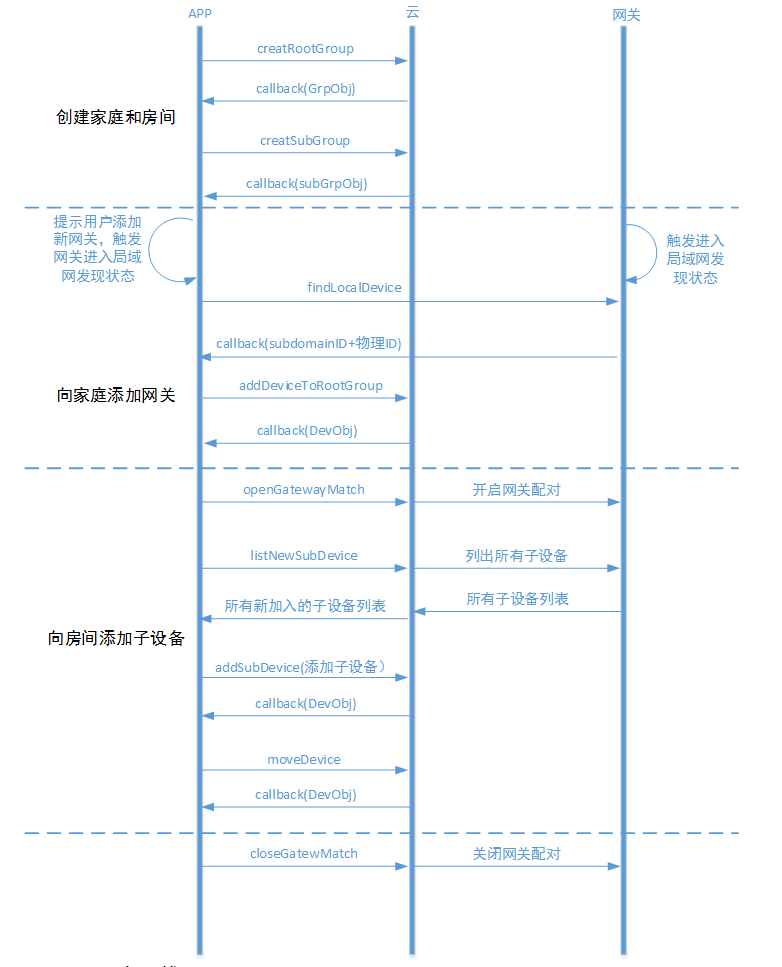 APP
云
网关
creatRootGroup
callback(GrpObj)
创建家庭和房间
creatSubGroup
callback(subGrpObj)
提示用户添加
新网关，触发
网关进入局域
网发现状态
触发进入
局域网发
现状态
findLocalDevice
callback(subdomainID+物理ID)
向家庭添加网关
addDeviceToRootGroup
callback(DevObj)
openGatewayMatch
开启网关配对
listNewSubDevice
列出所有子设备
所有子设备列表
所有新加入的子设备列表
向房间添加子设备
addSubDevice(添加子设备）
callback(DevObj)
moveDevice
callback(DevObj)
closeGatewMatch
关闭网关配对